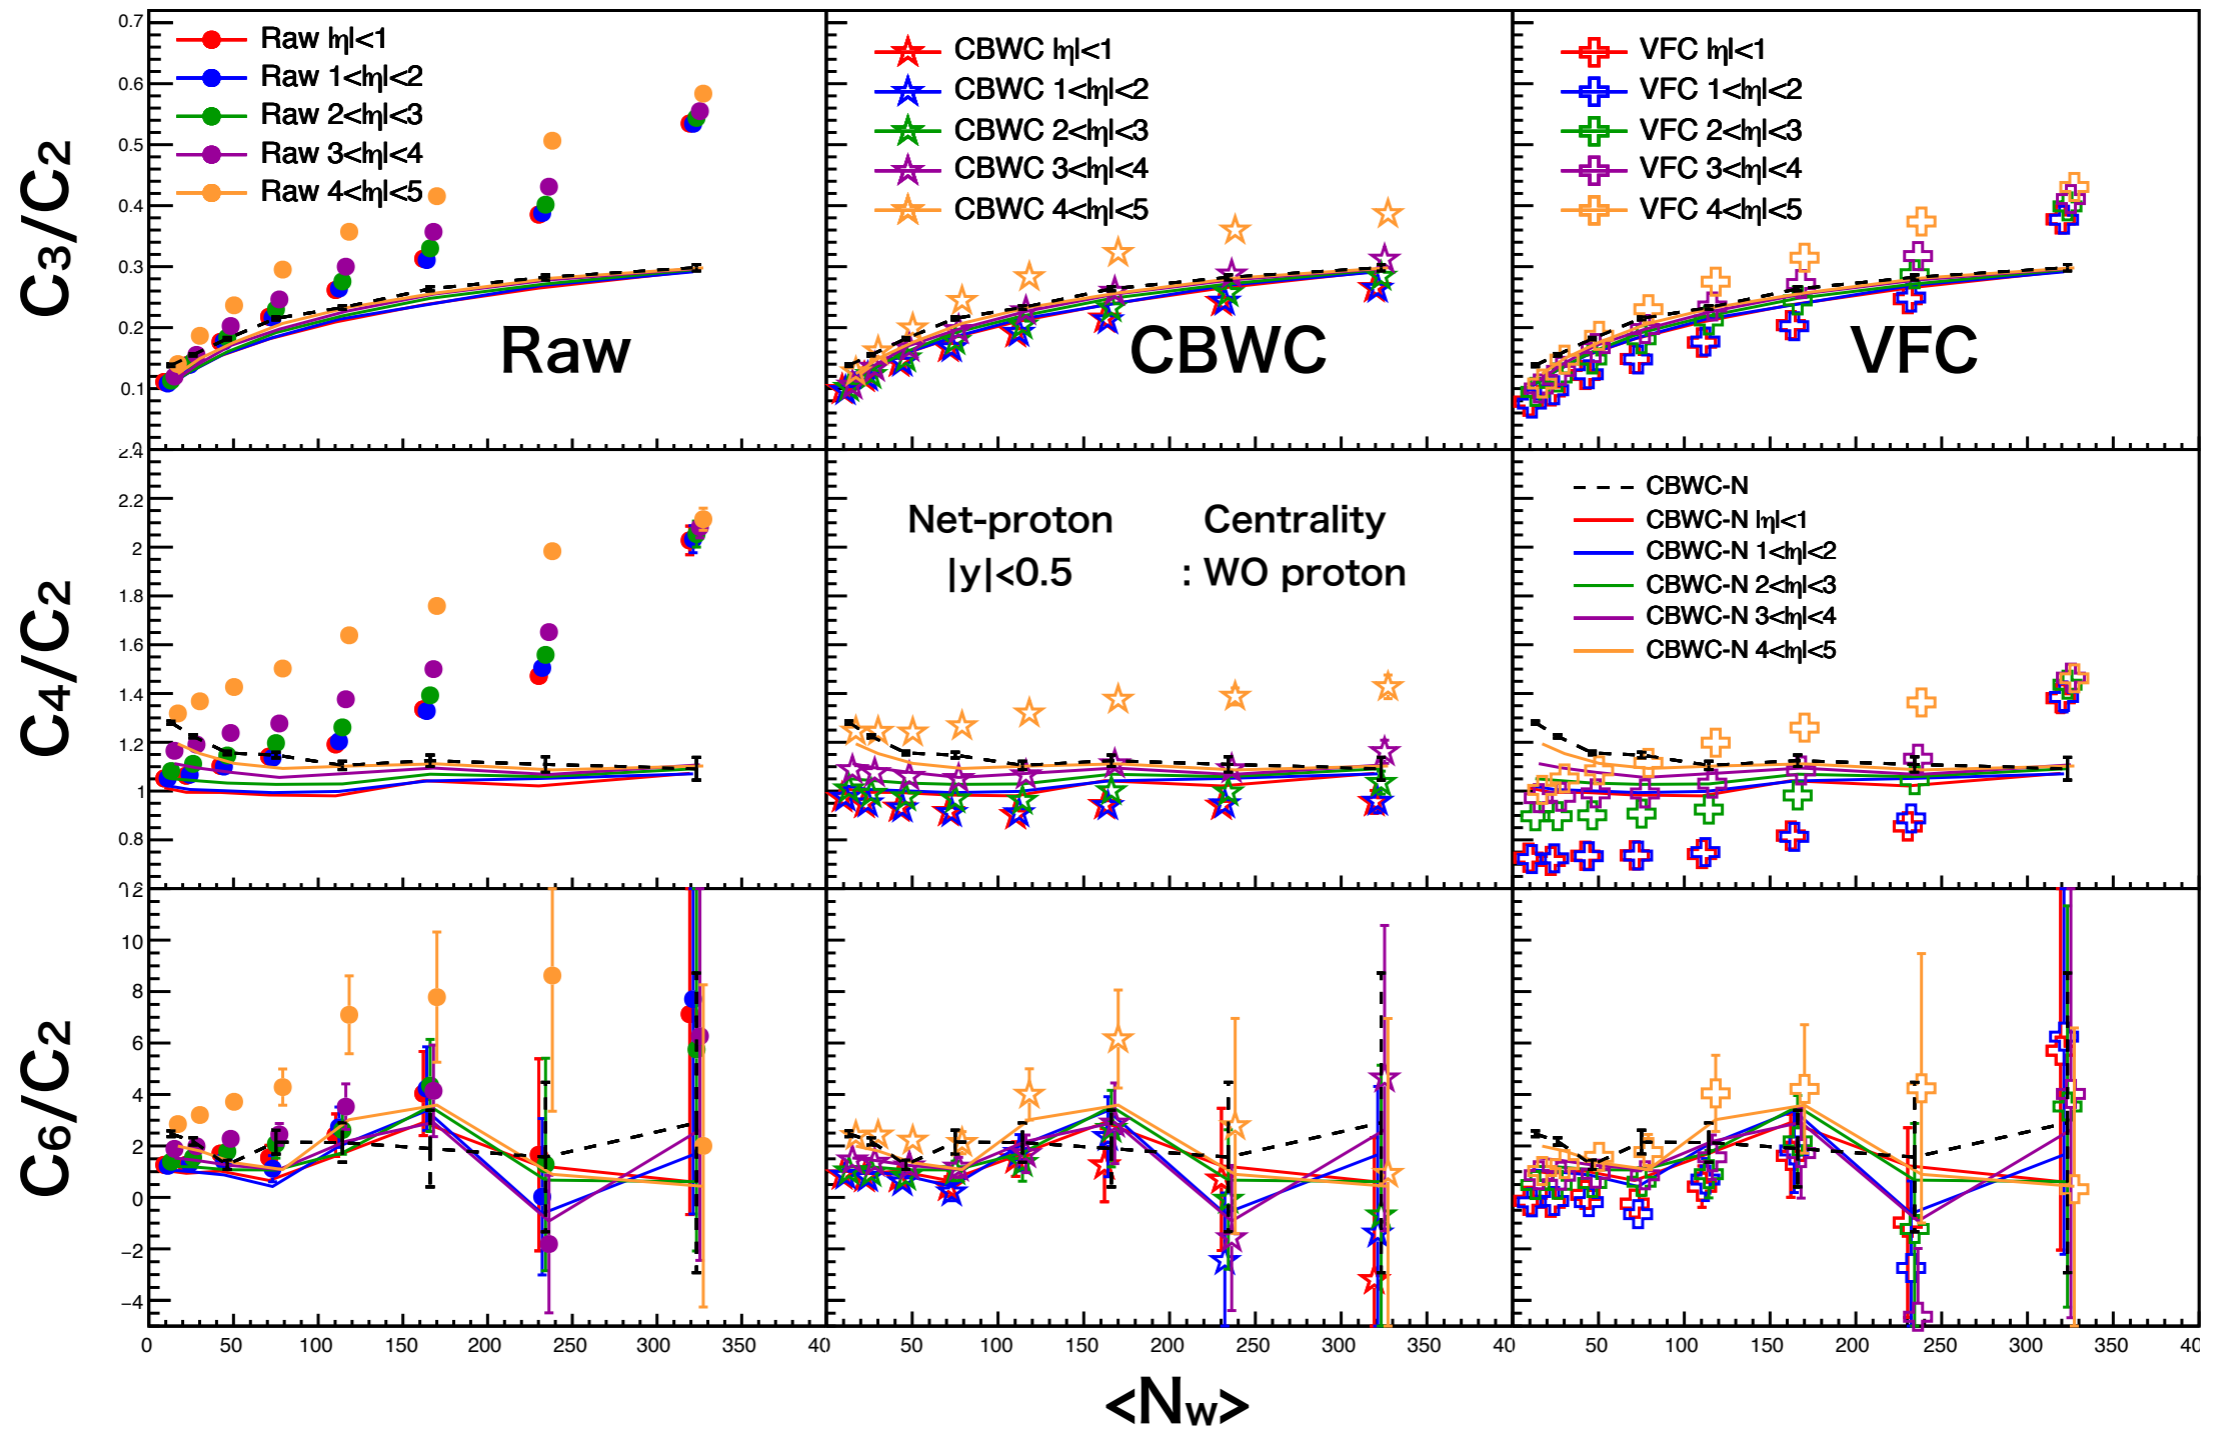 C3/C2
0.7
0.6
0.5
0.4
0.3
0.2
0.1
Raw |η|<1
Raw 1<|η|<2
Raw 2<|η|<3
Raw 3<|η|<4
Raw 4<|η|<5
Raw
CBWC |η|<1
CBWC 1<|η|<2
CBWC 2<|η|<3
CBWC 3<|η|<4
CBWC 4<|η|<5
CBWC
VFC |η|<1
VFC 1<|η|<2
VFC 2<|η|<3
VFC 3<|η|<4
VFC 4<|η|<5
VFC
C4/C2
2.4
2.2
2
1.8
1.6
1.4
1.2
1
0.8
Net-proton
|y|<0.5
Centrality
: WO proton
CBWC-N
CBWC-N |η|<1
CBWC-N 1<|η|<2
CBWC-N 2<|η|<3
CBWC-N 3<|η|<4
CBWC-N 4<|η|<5
C6/C2
12
10
8
6
4
2
0
−2
−4
0 50 100 150 200 250 300 350 40 50 100 150 200 250 300 350 40 50 100 150 200 250 300 350 40
<Nw>